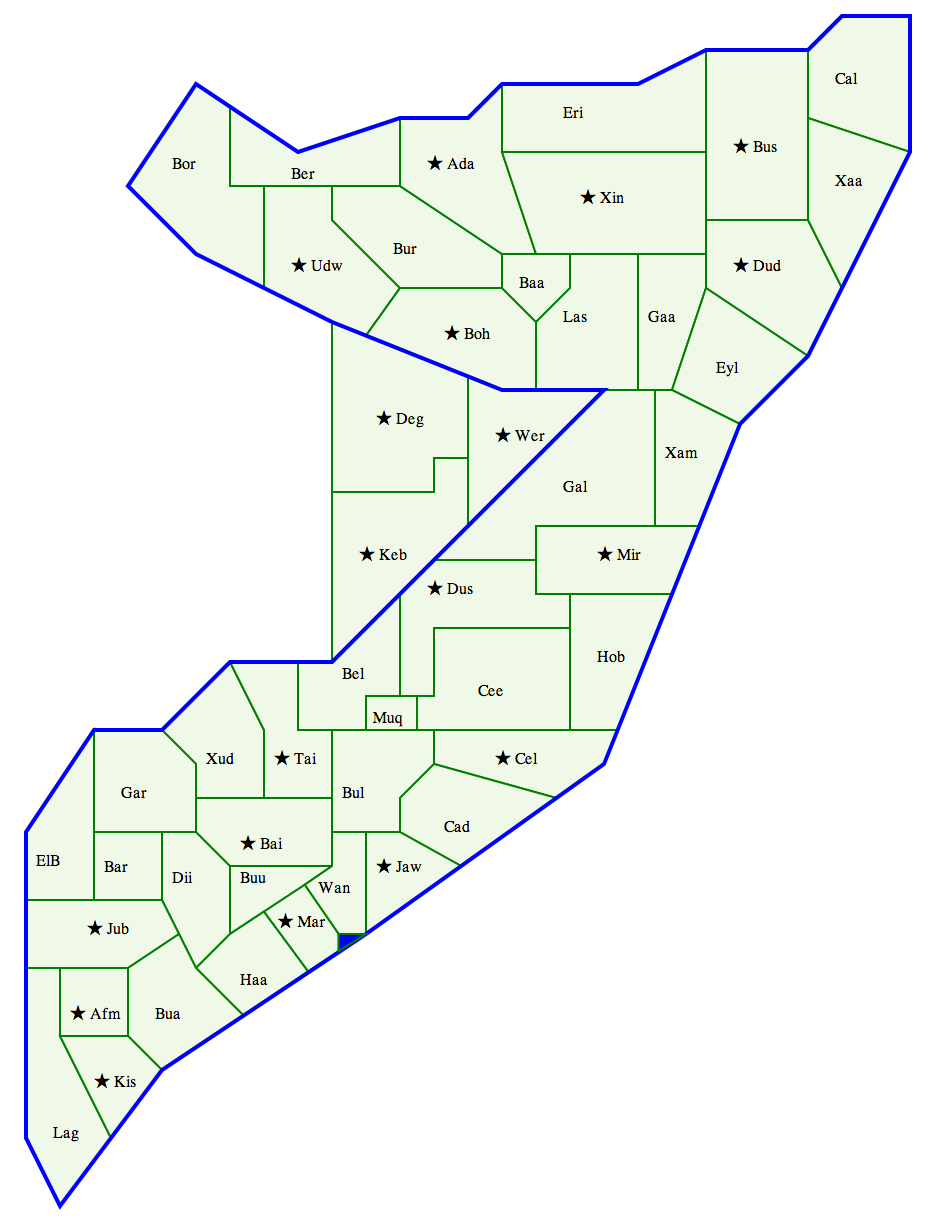 Cal
Eri
★ Bus
Bor
★ Ada
Ber
Xaa
★ Xin
Bur
★ Udw
★ Dud
Baa
Las
Gaa
★ Boh
Eyl
★ Deg
★ Wer
Xam
Gal
★ Keb
★ Mir
★ Dus
Hob
Bel
Cee
Muq
Xud
★ Tai
★ Cel
Gar
Bul
Cad
★ Bai
ElB
Bar
★ Jaw
Dii
Buu
Wan
★ Mar
★ Jub
Haa
★ Afm
Bua
★ Kis
Lag